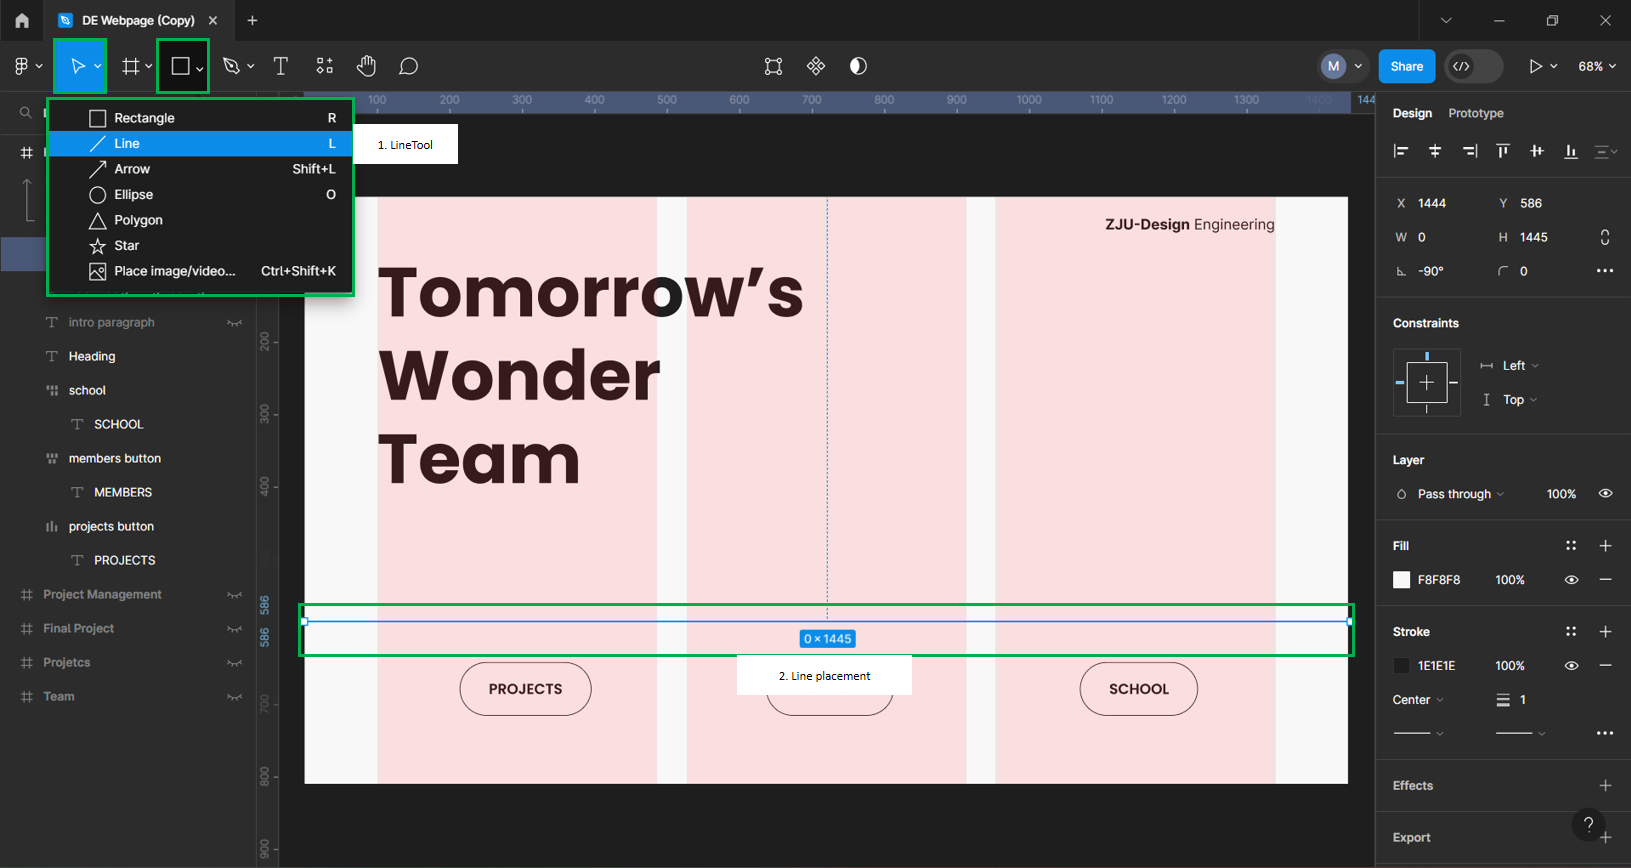 DE Webpage (Copy)
M
Share
68%
Rectangle R
Line L
Arrow Shift+L
Ellipse O
Polygon
Star
Place image/video... Ctrl+Shift+K
1. LineTool
intro paragraph
Heading
school
SCHOOL
members button
MEMBERS
projects button
PROJECTS
Project Management
Final Project
Projetcs
Team
100 200 300 400 500 600 700 800 900 1000 1100 1200 1300 1400 144
200
300
400
586
586
700
800
900
ZJU-Design Engineering
Tomorrow’s
Wonder
Team
0 × 1445
2. Line placement
PROJECTS
SCHOOL
Design Prototype
X 1444 Y 586
W 0 H 1445
-90° 0
Constraints
Left
Top
Layer
Pass through 100%
Fill
F8F8F8 100%
Stroke
1E1E1E 100%
Center 1
Effects
Export
?